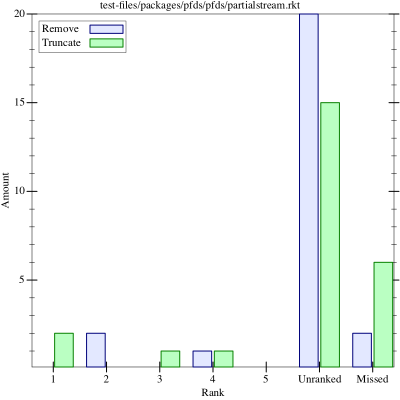 test-files/packages/pfds/pfds/partialstream.rkt
Remove
Truncate
20
15
10
5
Amount
1 2 3 4 5 Unranked Missed
Rank